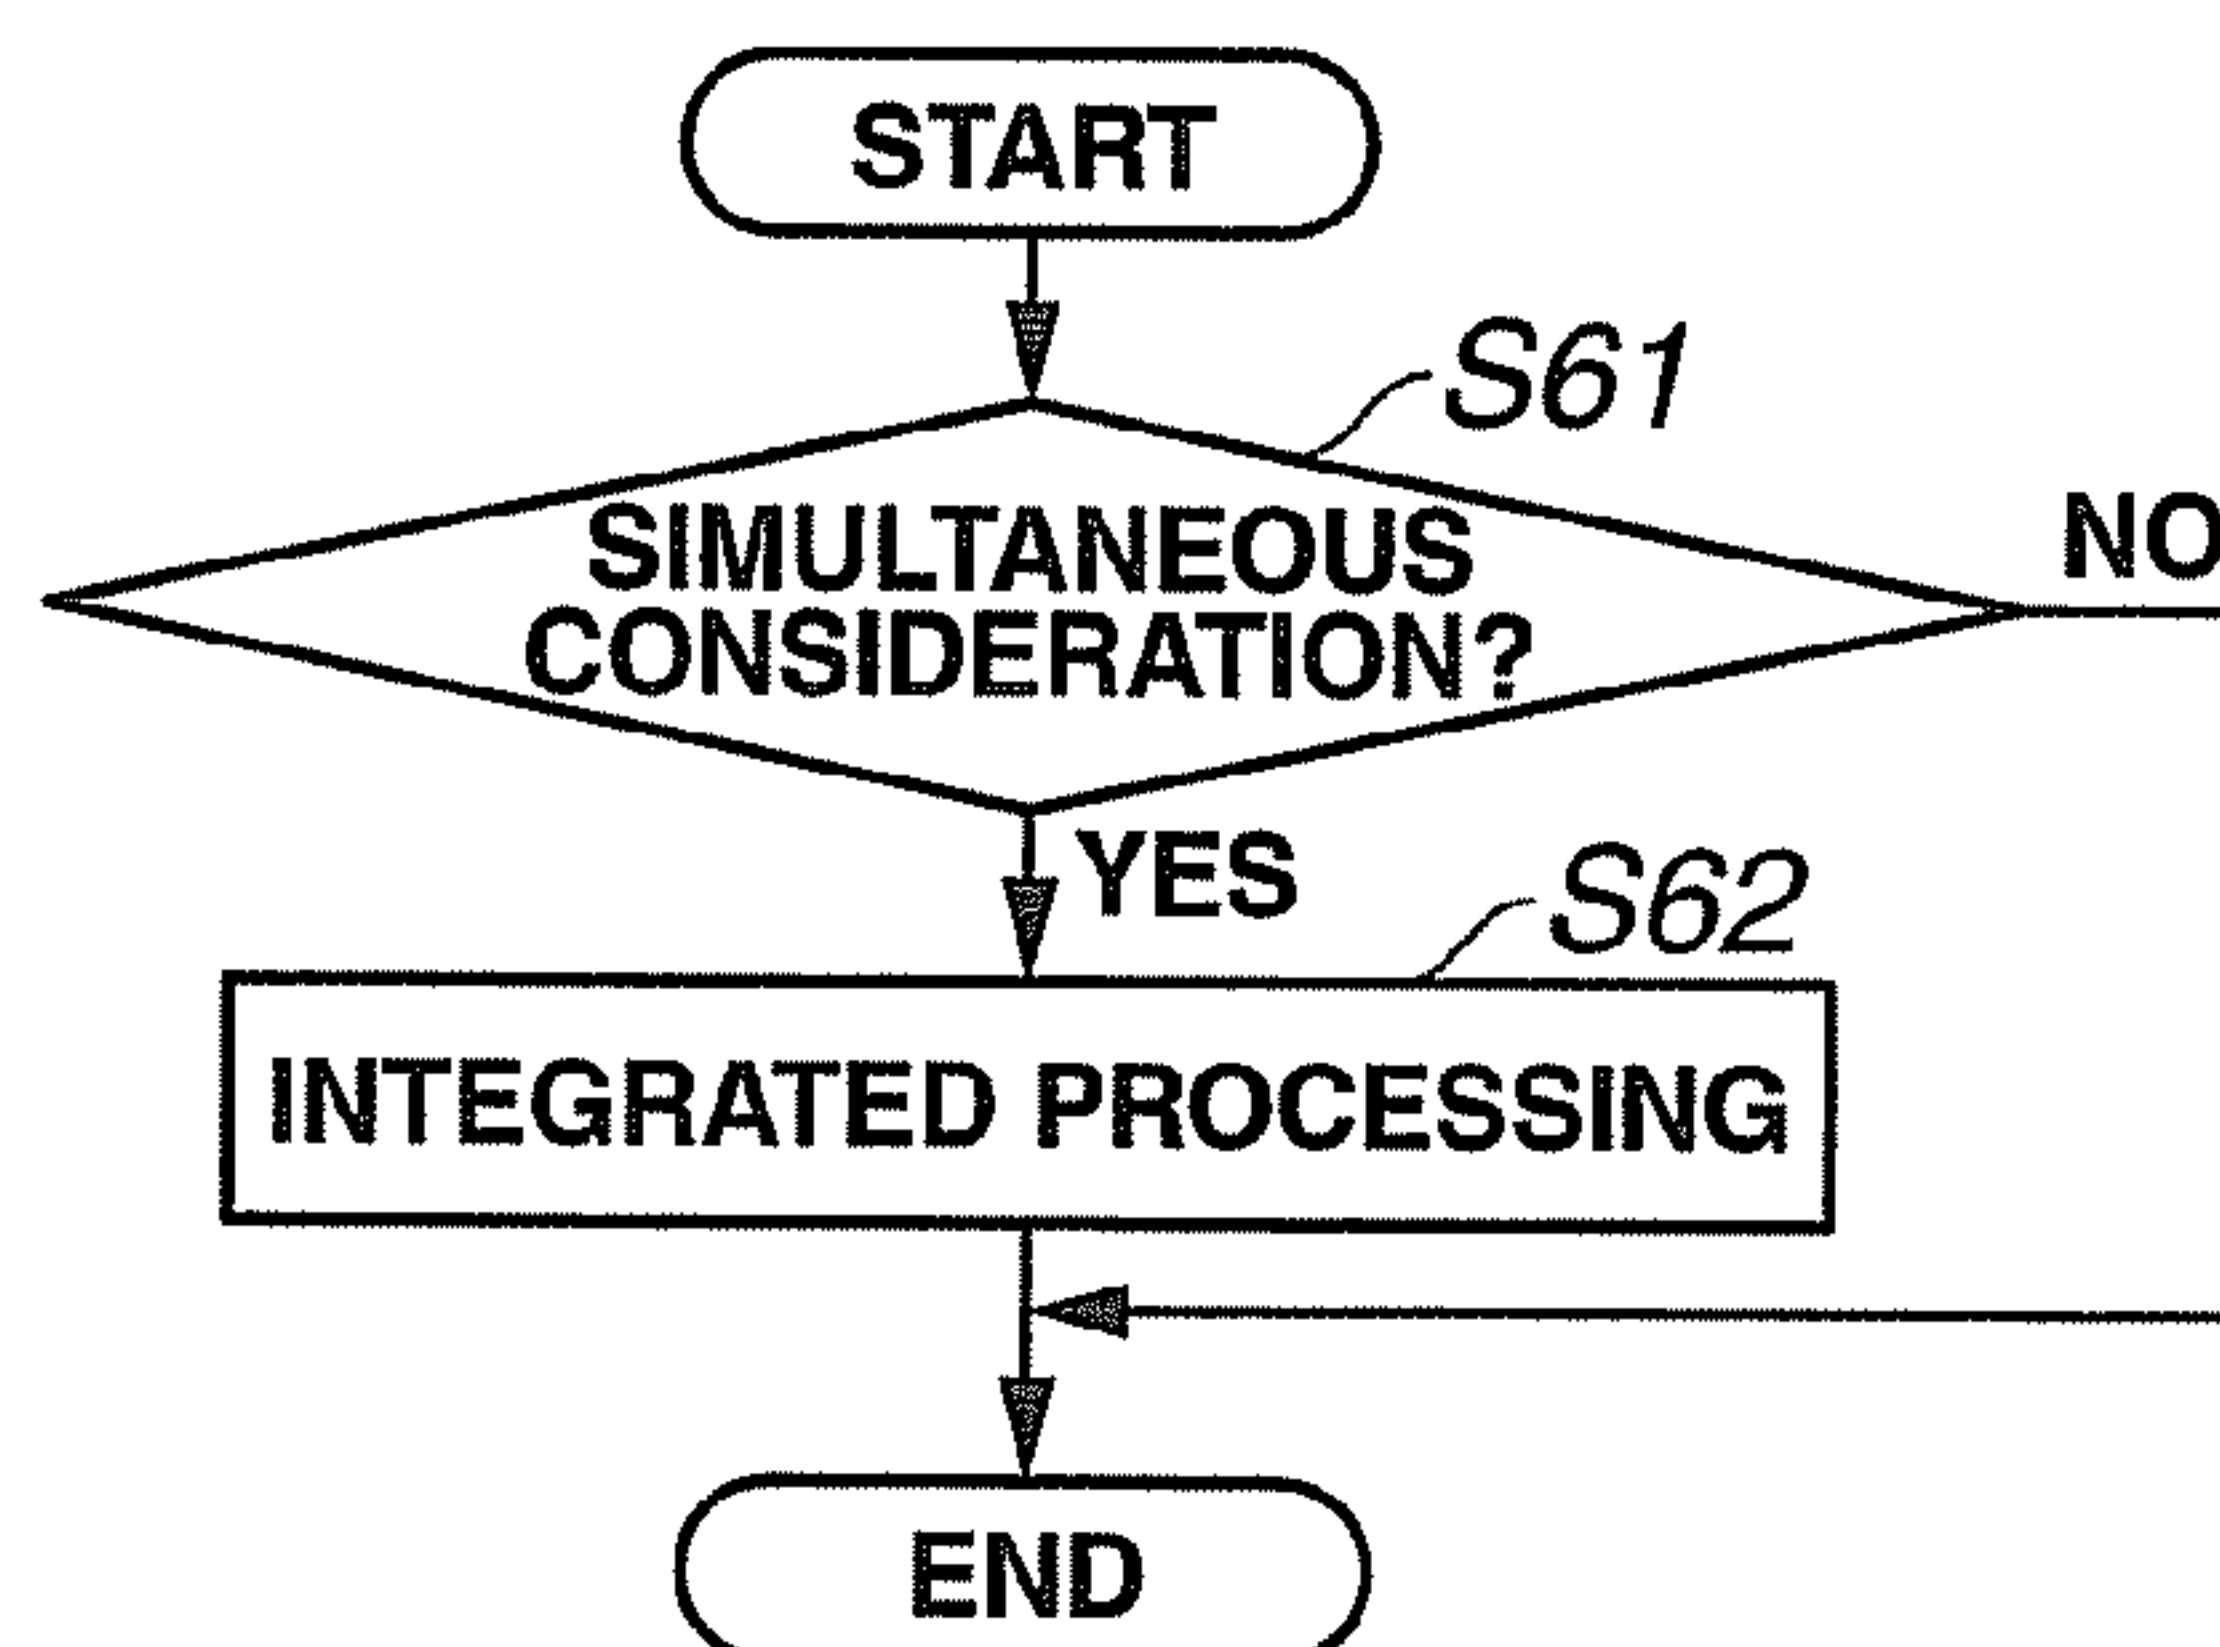 START
S61
SIMULTANEOUS
CONSIDERATION?
NO
YES
S62
INTEGRATED PROCESSING
END